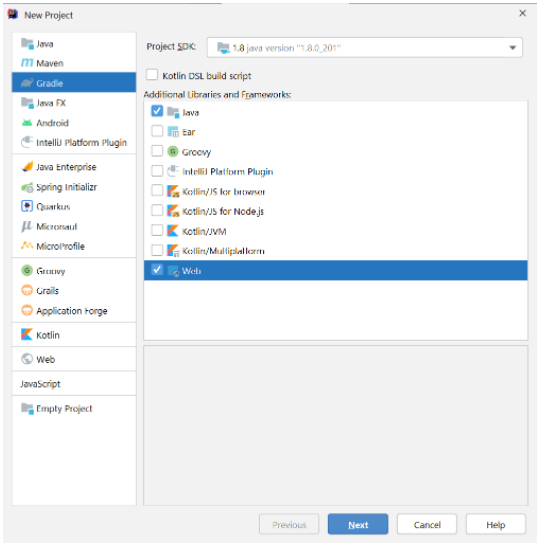 New Project
Java
Maven
Gradle
Java FX
Android
IntelliJ Platform Plugin
Java Enterprise
Spring Initializr
Quarkus
Micronaut
MicroProfile
Groovy
Grails
Application Forge
Kotlin
Web
JavaScript
Empty Project
Project SDK: 1.8 java version "1.8.0_201"
Kotlin DSL build script
Additional Libraries and Frameworks:
Java
Ear
Groovy
IntelliJ Platform Plugin
Kotlin/JS for browser
Kotlin/JS for Node.js
Kotlin/JVM
Kotlin/Multiplatform
Web
Previous Next Cancel Help